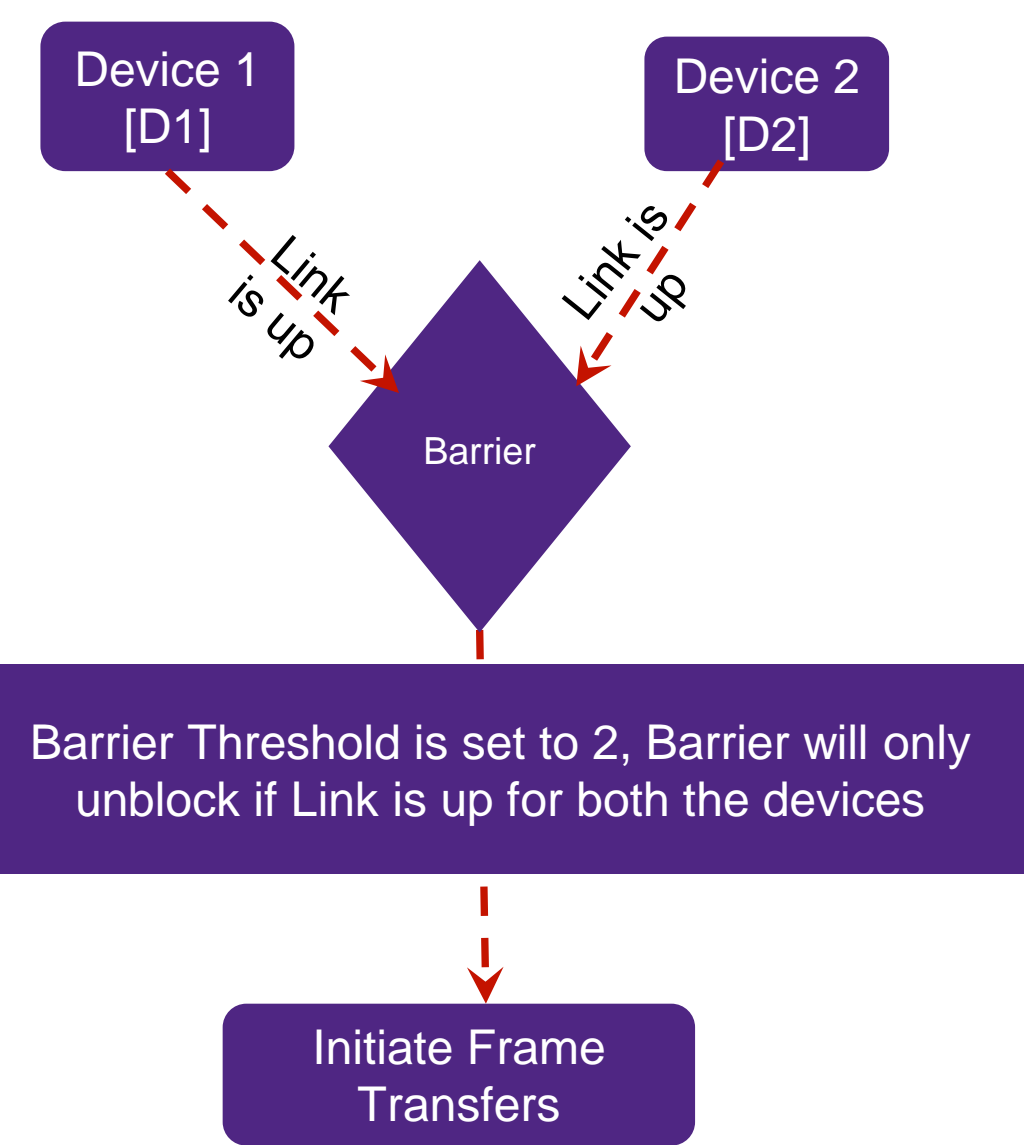 Device 1
[D1]
Device 2
[D2]
Link
is up
Link is
up
Barrier
Barrier Threshold is set to 2, Barrier will only
unblock if Link is up for both the devices
Initiate Frame
Transfers